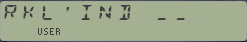 RKL'IND _ _
USER